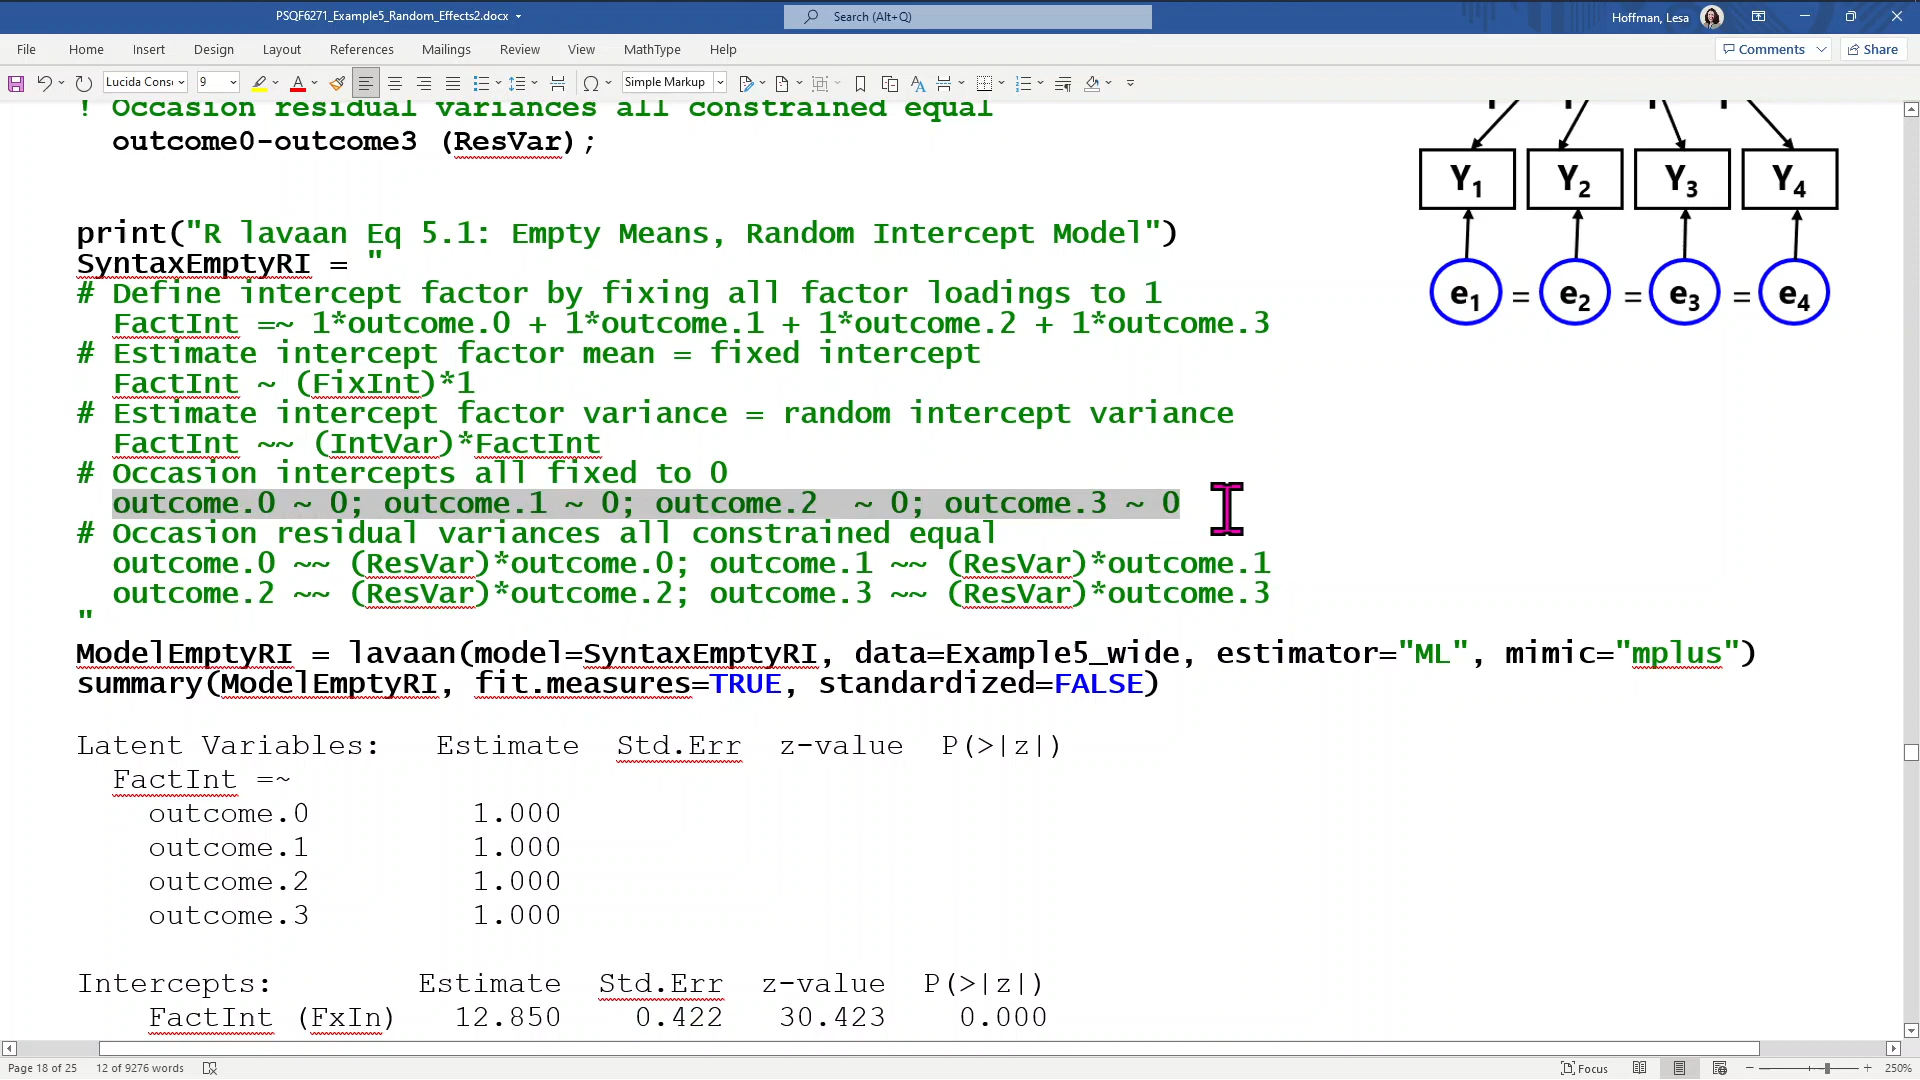 PSQF6271_Example5_Random_Effects2.docx
Search (Alt+Q)
Hoffman, Lesa
File Home Insert Design Layout References Mailings Review View MathType Help
Comments Share
Lucida Cons 9 Simple Markup
! Occasion residual variances all constrained equal
outcome0-outcome3 (ResVar);
Y1 Y2 Y3 Y4
e1 = e2 = e3 = e4
print("R lavaan Eq 5.1: Empty Means, Random Intercept Model")
SyntaxEmptyRI = "
# Define intercept factor by fixing all factor loadings to 1
FactInt =~ 1*outcome.0 + 1*outcome.1 + 1*outcome.2 + 1*outcome.3
# Estimate intercept factor mean = fixed intercept
FactInt ~ (FixInt)*1
# Estimate intercept factor variance = random intercept variance
FactInt ~~ (IntVar)*FactInt
# Occasion intercepts all fixed to 0
outcome.0 ~ 0; outcome.1 ~ 0; outcome.2  ~ 0; outcome.3 ~ 0
# Occasion residual variances all constrained equal
outcome.0 ~~ (ResVar)*outcome.0; outcome.1 ~~ (ResVar)*outcome.1
outcome.2 ~~ (ResVar)*outcome.2; outcome.3 ~~ (ResVar)*outcome.3
"
ModelEmptyRI = lavaan(model=SyntaxEmptyRI, data=Example5_wide, estimator="ML", mimic="mplus")
summary(ModelEmptyRI, fit.measures=TRUE, standardized=FALSE)
Latent Variables: Estimate Std.Err z-value P(>|z|)
FactInt =~
outcome.0 1.000
outcome.1 1.000
outcome.2 1.000
outcome.3 1.000
Intercepts: Estimate Std.Err z-value P(>|z|)
FactInt (FxIn) 12.850 0.422 30.423 0.000
Page 18 of 25 12 of 9276 words Focus 250%